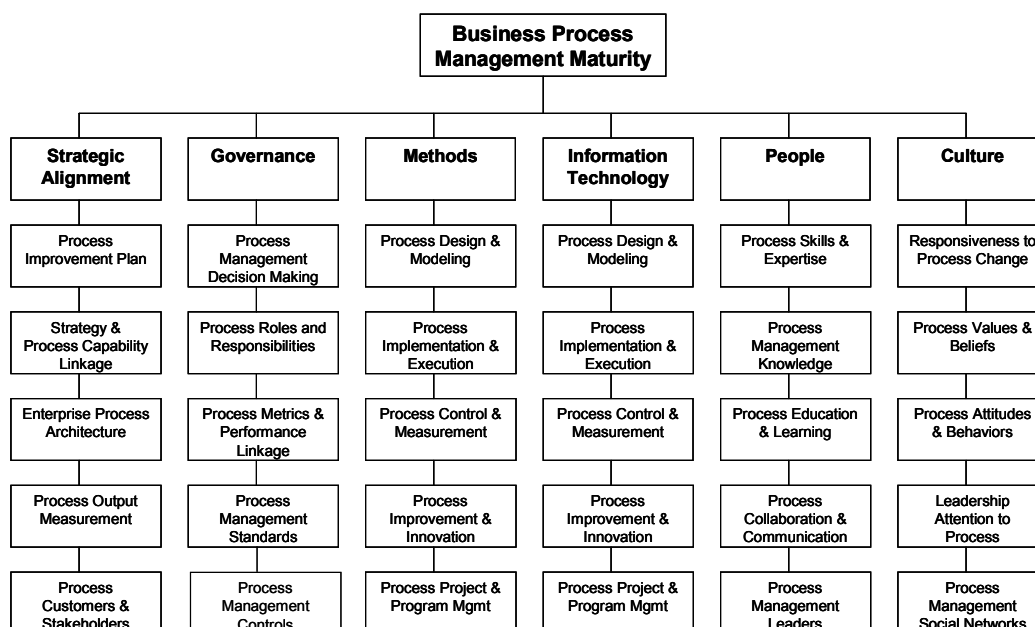 Business Process
Management Maturity
Strategic
Alignment
Governance
Methods
Information
Technology
People
Culture
Process
Improvement Plan
Process
Management
Decision Making
Process Design &
Modeling
Process Design &
Modeling
Process Skills &
Expertise
Responsiveness to
Process Change
Strategy &
Process Capability
Linkage
Process Roles and
Responsibilities
Process
Implementation &
Execution
Process
Implementation &
Execution
Process
Management
Knowledge
Process Values &
Beliefs
Enterprise Process
Architecture
Process Metrics &
Performance
Linkage
Process Control &
Measurement
Process Control &
Measurement
Process Education
& Learning
Process Attitudes
& Behaviors
Process Output
Measurement
Process
Management
Standards
Process
Improvement &
Innovation
Process
Improvement &
Innovation
Process
Collaboration &
Communication
Leadership
Attention to
Process
Process
Customers &
Stakeholders
Process
Management
Controls
Process Project &
Program Mgmt
Process Project &
Program Mgmt
Process
Management
Leaders
Process
Management
Social Networks